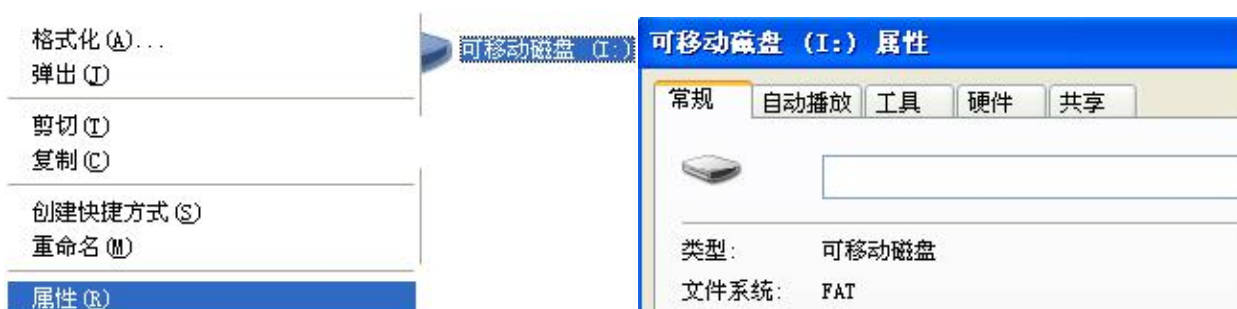 格式化(A)...
弹出(J)
剪切(T)
复制(C)
创建快捷方式(S)
重命名(M)
属性(R)
可移动磁盘 (I:)
可移动磁盘 (I:) 属性
常规 自动播放 工具 硬件 共享
类型: 可移动磁盘
文件系统: FAT